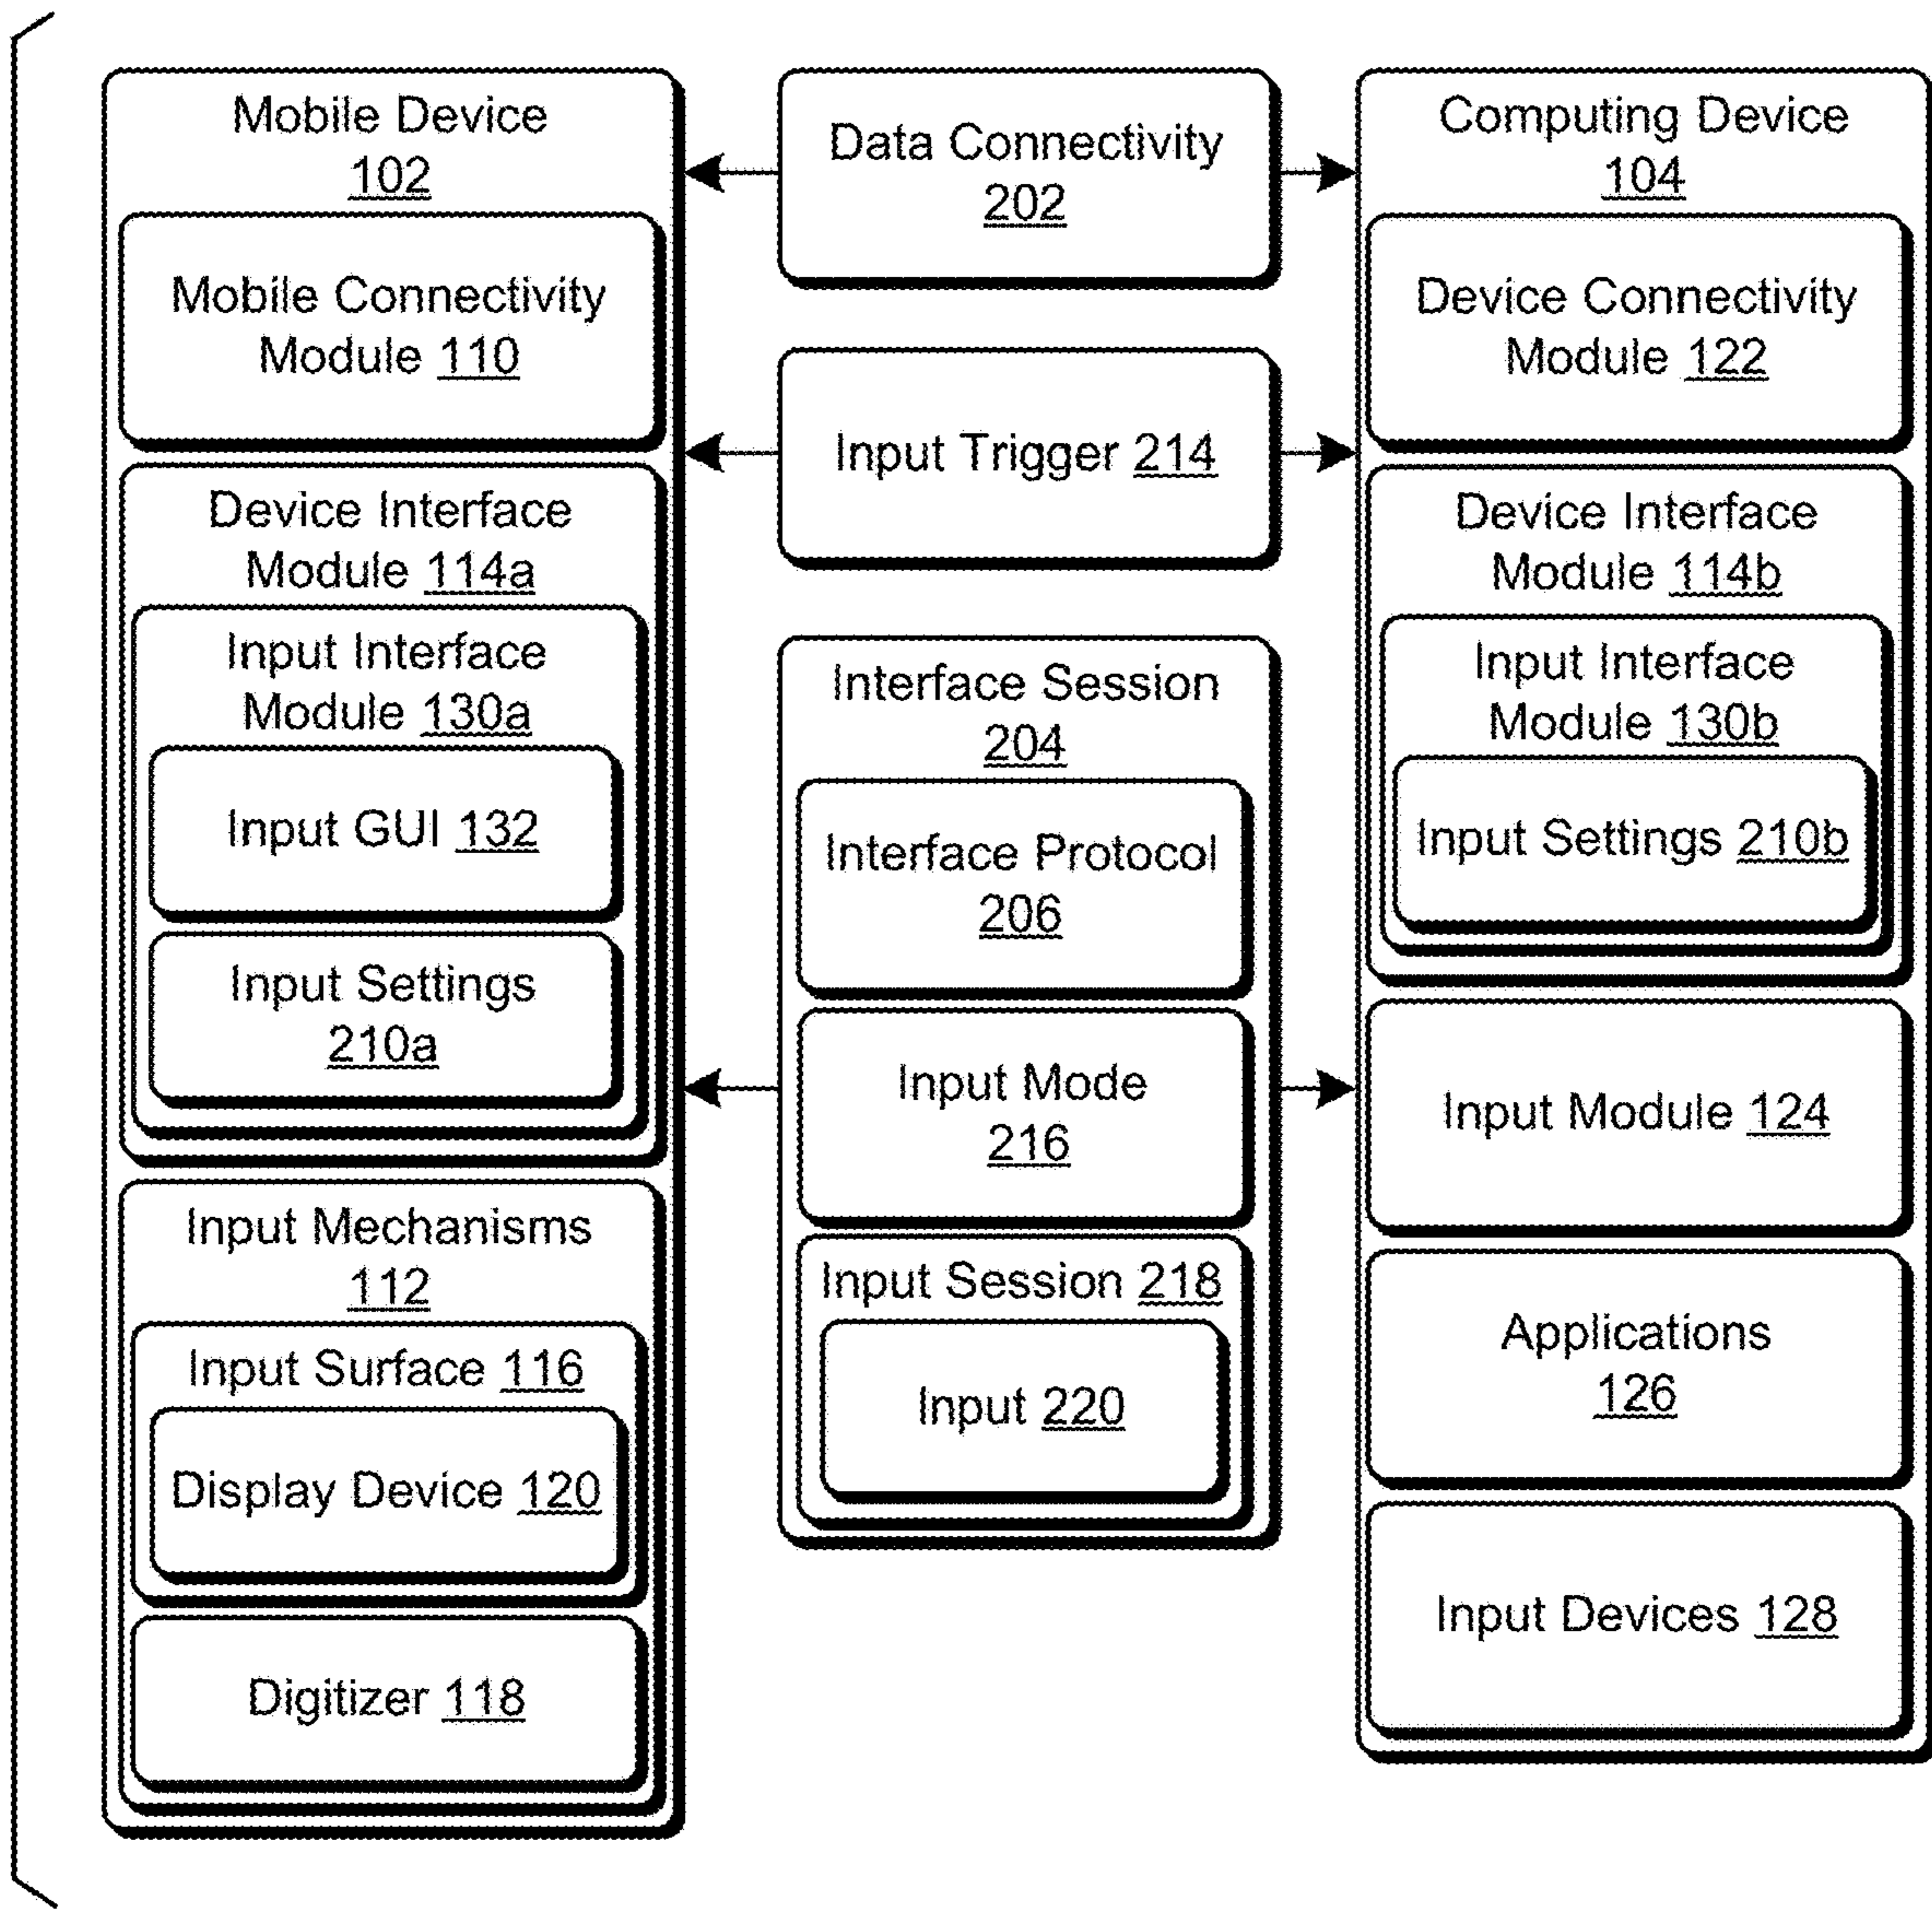 Mobile Device
102
Mobile Connectivity
Module 110
Device Interface
Module 114a
Input Interface
Module 130a
Input GUI 132
Input Settings
210a
Input Mechanisms
112
Input Surface 116
Display Device 120
Digitizer 118
Data Connectivity
202
Input Trigger 214
Interface Session
204
Interface Protocol
206
Input Mode
216
Input Session 218
Input 220
Computing Device
104
Device Connectivity
Module 122
Device Interface
Module 114b
Input Interface
Module 130b
Input Settings 210b
Input Module 124
Applications
126
Input Devices 128